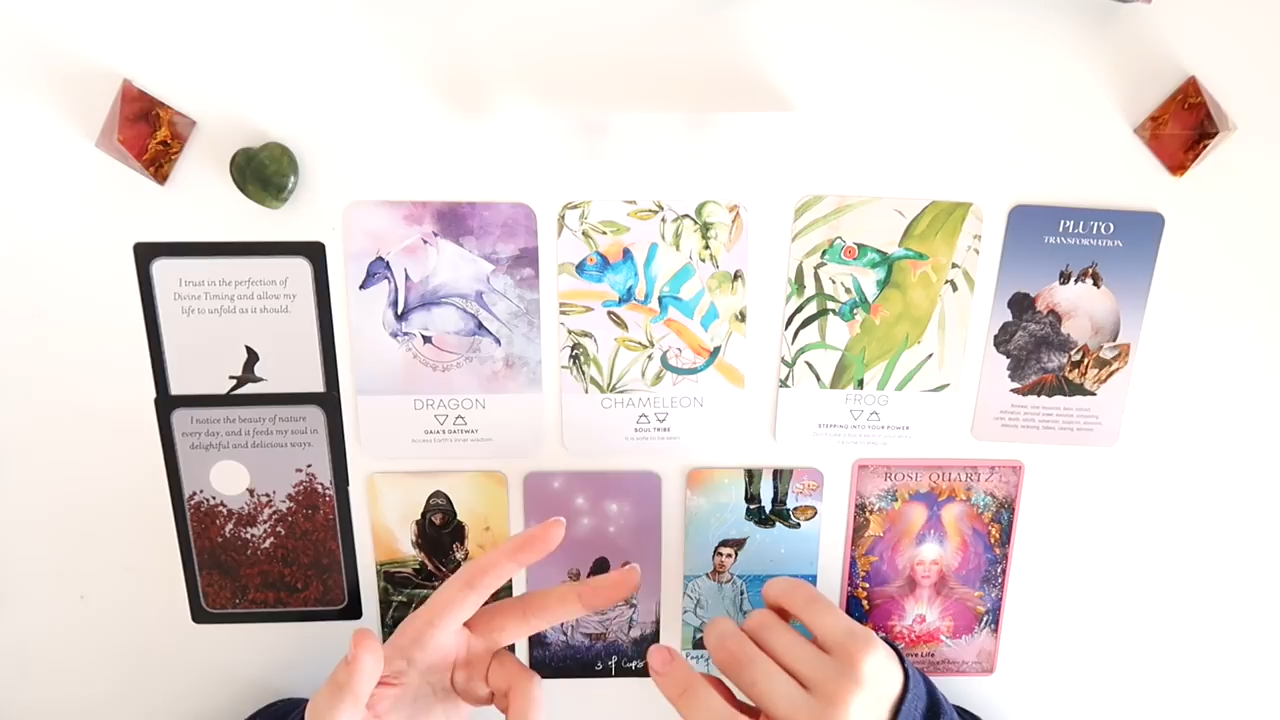 I trust in the perfection of
Divine Timing and allow my
life to unfold as it should.
I notice the beauty of nature
every day, and it feeds my soul in
delightful and delicious ways.
DRAGON
GAIA'S GATEWAY
Access Earth's inner wisdom
CHAMELEON
SOUL TRIBE
It is safe to be seen
FROG
STEPPING INTO YOUR POWER
PLUTO
TRANSFORMATION
3 of Cups
Page
ROSE QUARTZ
Love Life